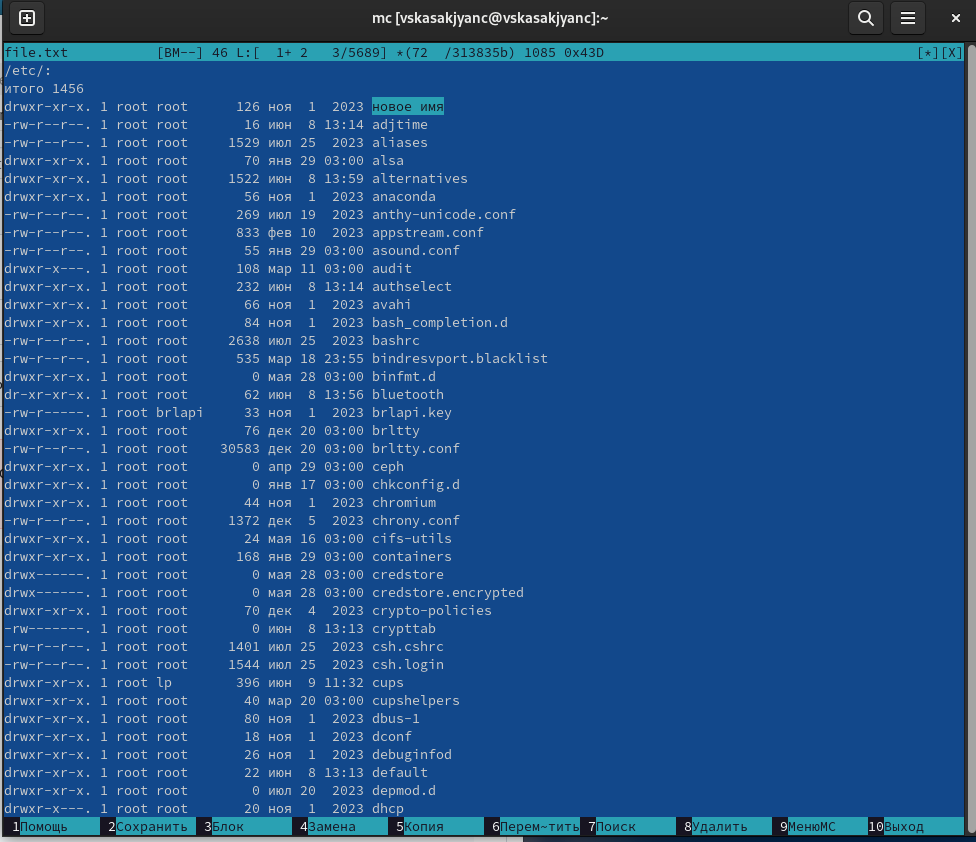 mc [vskasakjyanc@vskasakjyanc]:~
file.txt [BM--] 46 L:[ 1+ 2 3/5689] *(72 /313835b) 1085 0x43D [*][X]
/etc/:
итого 1456
drwxr-xr-x. 1 root root 126 ноя 1 2023 новое имя
-rw-r--r--. 1 root root 16 июн 8 13:14 adjtime
-rw-r--r--. 1 root root 1529 июл 25 2023 aliases
drwxr-xr-x. 1 root root 70 янв 29 03:00 alsa
drwxr-xr-x. 1 root root 1522 июн 8 13:59 alternatives
drwxr-xr-x. 1 root root 56 ноя 1 2023 anaconda
-rw-r--r--. 1 root root 269 июл 19 2023 anthy-unicode.conf
-rw-r--r--. 1 root root 833 фев 10 2023 appstream.conf
-rw-r--r--. 1 root root 55 янв 29 03:00 asound.conf
drwxr-x---. 1 root root 108 мар 11 03:00 audit
drwxr-xr-x. 1 root root 232 июн 8 13:14 authselect
drwxr-xr-x. 1 root root 66 ноя 1 2023 avahi
drwxr-xr-x. 1 root root 84 ноя 1 2023 bash_completion.d
-rw-r--r--. 1 root root 2638 июл 25 2023 bashrc
-rw-r--r--. 1 root root 535 мар 18 23:55 bindresvport.blacklist
drwxr-xr-x. 1 root root 0 мая 28 03:00 binfmt.d
dr-xr-xr-x. 1 root root 62 июн 8 13:56 bluetooth
-rw-r-----. 1 root brlapi 33 ноя 1 2023 brlapi.key
drwxr-xr-x. 1 root root 76 дек 20 03:00 brltty
-rw-r--r--. 1 root root 30583 дек 20 03:00 brltty.conf
drwxr-xr-x. 1 root root 0 апр 29 03:00 ceph
drwxr-xr-x. 1 root root 0 янв 17 03:00 chkconfig.d
drwxr-xr-x. 1 root root 44 ноя 1 2023 chromium
-rw-r--r--. 1 root root 1372 дек 5 2023 chrony.conf
drwxr-xr-x. 1 root root 24 мая 16 03:00 cifs-utils
drwxr-xr-x. 1 root root 168 янв 29 03:00 containers
drwx------. 1 root root 0 мая 28 03:00 credstore
drwx------. 1 root root 0 мая 28 03:00 credstore.encrypted
drwxr-xr-x. 1 root root 70 дек 4 2023 crypto-policies
-rw-------. 1 root root 0 июн 8 13:13 crypttab
-rw-r--r--. 1 root root 1401 июл 25 2023 csh.cshrc
-rw-r--r--. 1 root root 1544 июл 25 2023 csh.login
drwxr-xr-x. 1 root lp 396 июн 9 11:32 cups
drwxr-xr-x. 1 root root 40 мар 20 03:00 cupshelpers
drwxr-xr-x. 1 root root 80 ноя 1 2023 dbus-1
drwxr-xr-x. 1 root root 18 ноя 1 2023 dconf
drwxr-xr-x. 1 root root 26 ноя 1 2023 debuginfod
drwxr-xr-x. 1 root root 22 июн 8 13:13 default
drwxr-xr-x. 1 root root 0 июл 20 2023 depmod.d
drwxr-x---. 1 root root 20 ноя 1 2023 dhcp
1Помощь 2Сохранить 3Блок 4Замена 5Копия 6Перем~тить 7Поиск 8Удалить 9МенюMC 10Выход